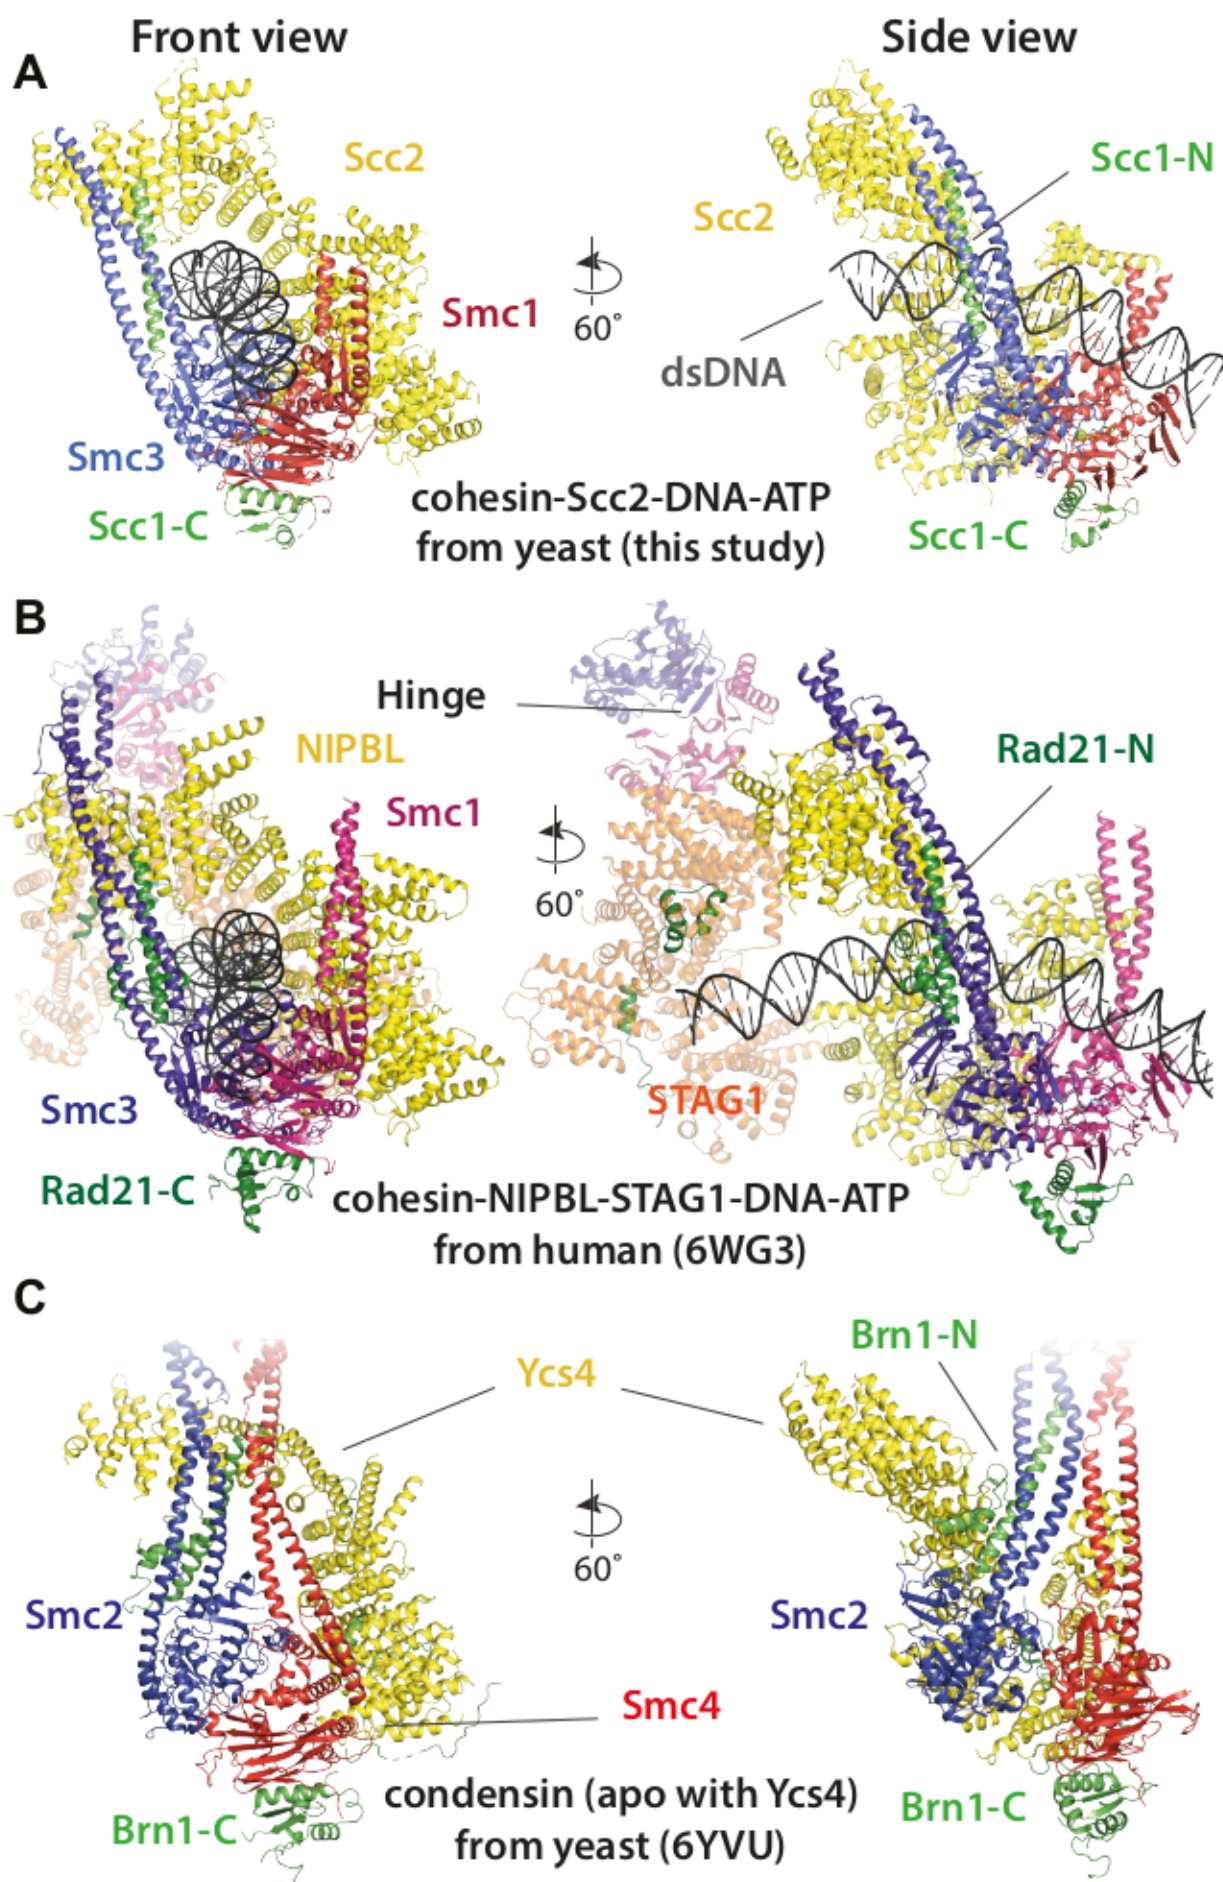 Front view
Side view
A
Scc2
Scc1-N
Scc2
Smc1
60°
dsDNA
Smc3
Scc1-C
Scc1-C
cohesin-Scc2-DNA-ATP
from yeast (this study)
B
Hinge
NIPBL
Rad21-N
Smc1
60°
STAG1
Smc3
Rad21-C
cohesin-NIPBL-STAG1-DNA-ATP
from human (6WG3)
C
Brn1-N
Ycs4
60°
Smc2
Smc2
Smc4
Brn1-C
Brn1-C
condensin (apo with Ycs4)
from yeast (6YVU)